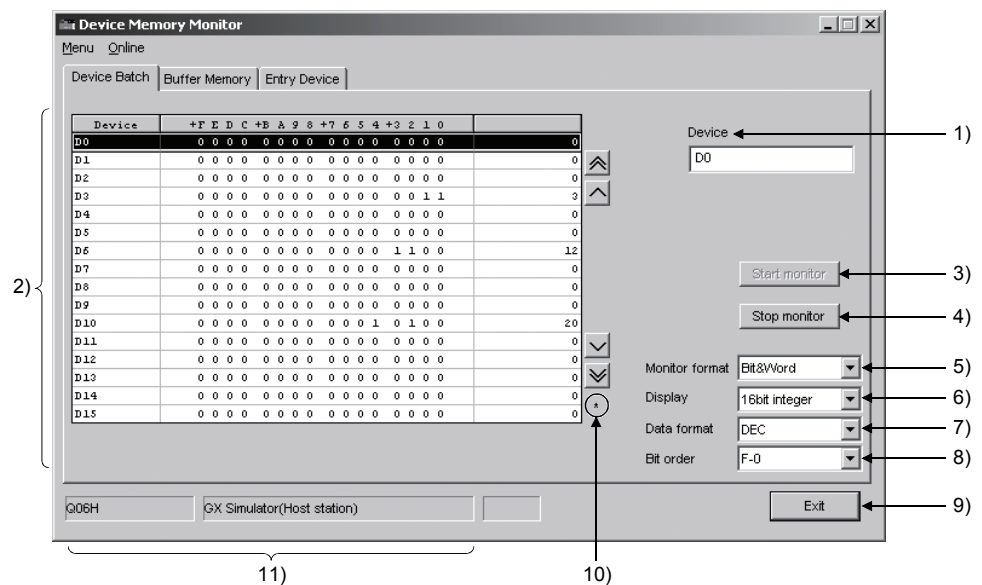 Device Memory Monitor
Menu Online
Device Batch Buffer Memory Entry Device
Device +F E D C +B A 9 8 +7 6 5 4 +3 2 1 0
D0 0 0 0 0 0 0 0 0 0 0 0 0 0 0 0 0 0
D1 0 0 0 0 0 0 0 0 0 0 0 0 0 0 0 0 0
D2 0 0 0 0 0 0 0 0 0 0 0 0 0 0 0 0 0
D3 0 0 0 0 0 0 0 0 0 0 0 0 0 0 1 1 3
D4 0 0 0 0 0 0 0 0 0 0 0 0 0 0 0 0 0
D5 0 0 0 0 0 0 0 0 0 0 0 0 0 0 0 0 0
D6 0 0 0 0 0 0 0 0 0 0 0 0 1 1 0 0 12
D7 0 0 0 0 0 0 0 0 0 0 0 0 0 0 0 0 0
D8 0 0 0 0 0 0 0 0 0 0 0 0 0 0 0 0 0
D9 0 0 0 0 0 0 0 0 0 0 0 0 0 0 0 0 0
D10 0 0 0 0 0 0 0 0 0 0 0 1 0 1 0 0 20
D11 0 0 0 0 0 0 0 0 0 0 0 0 0 0 0 0 0
D12 0 0 0 0 0 0 0 0 0 0 0 0 0 0 0 0 0
D13 0 0 0 0 0 0 0 0 0 0 0 0 0 0 0 0 0
D14 0 0 0 0 0 0 0 0 0 0 0 0 0 0 0 0 0
D15 0 0 0 0 0 0 0 0 0 0 0 0 0 0 0 0 0
*
Device
D0
Start monitor
Stop monitor
Monitor format Bit&Word
Display 16bit integer
Data format DEC
Bit order F-0
Q06H GX Simulator(Host station)
Exit
1)
2)
3)
4)
5)
6)
7)
8)
9)
11)
10)